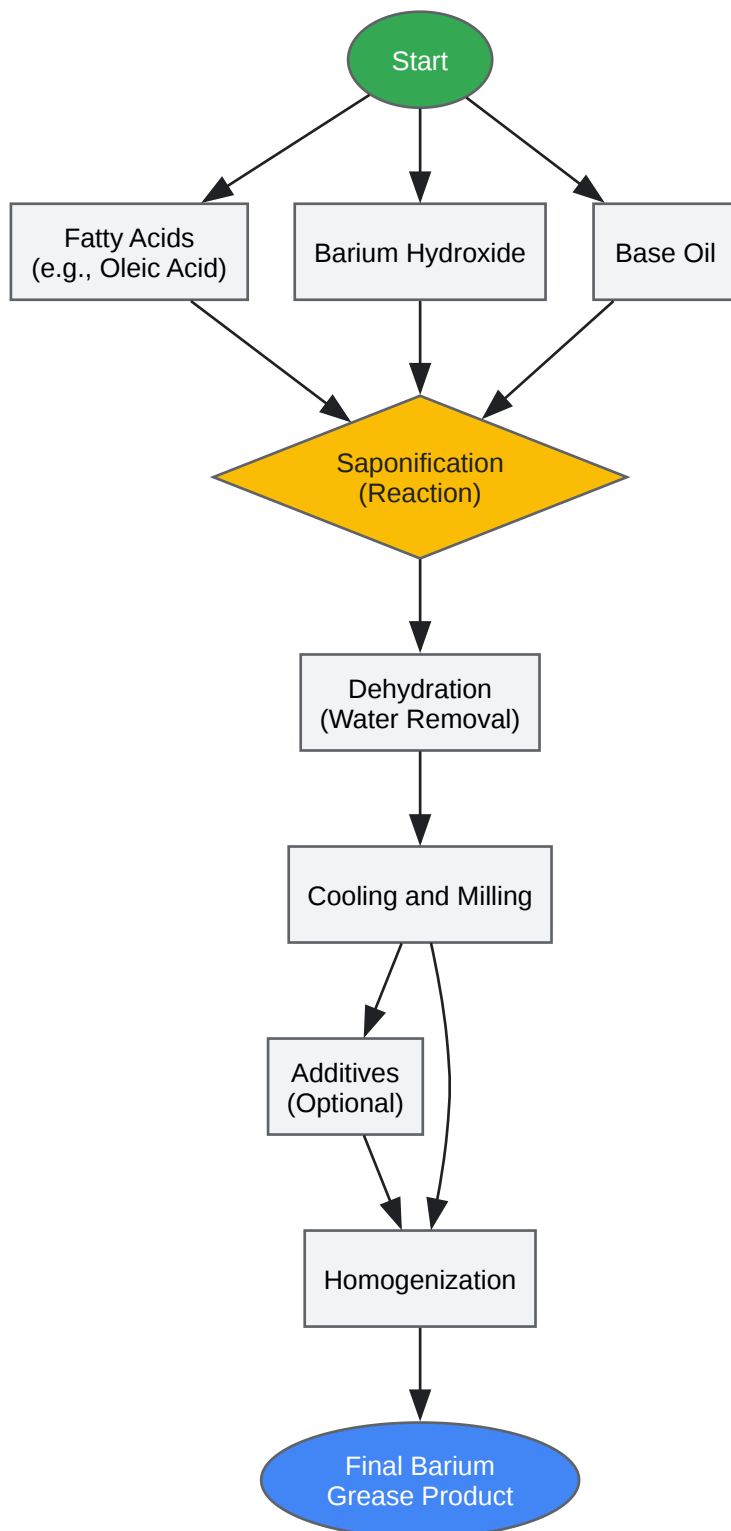 Start
Fatty Acids
(e.g., Oleic Acid)
Barium Hydroxide
Base Oil
Saponification
(Reaction)
Dehydration
(Water Removal)
Cooling and Milling
Additives
(Optional)
Homogenization
Final Barium
Grease Product